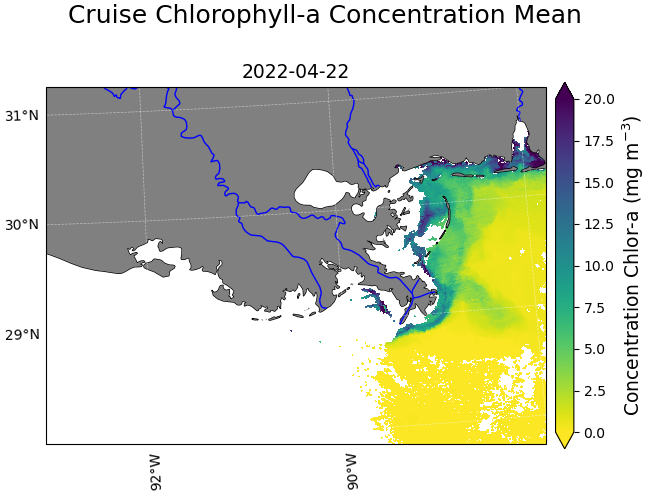 Cruise Chlorophyll-a Concentration Mean
2022-04-22
31°N
30°N
29°N
92°W
90°W
20.0
17.5
15.0
12.5
10.0
7.5
5.0
2.5
0.0
Concentration Chlor-a (mg m⁻³)